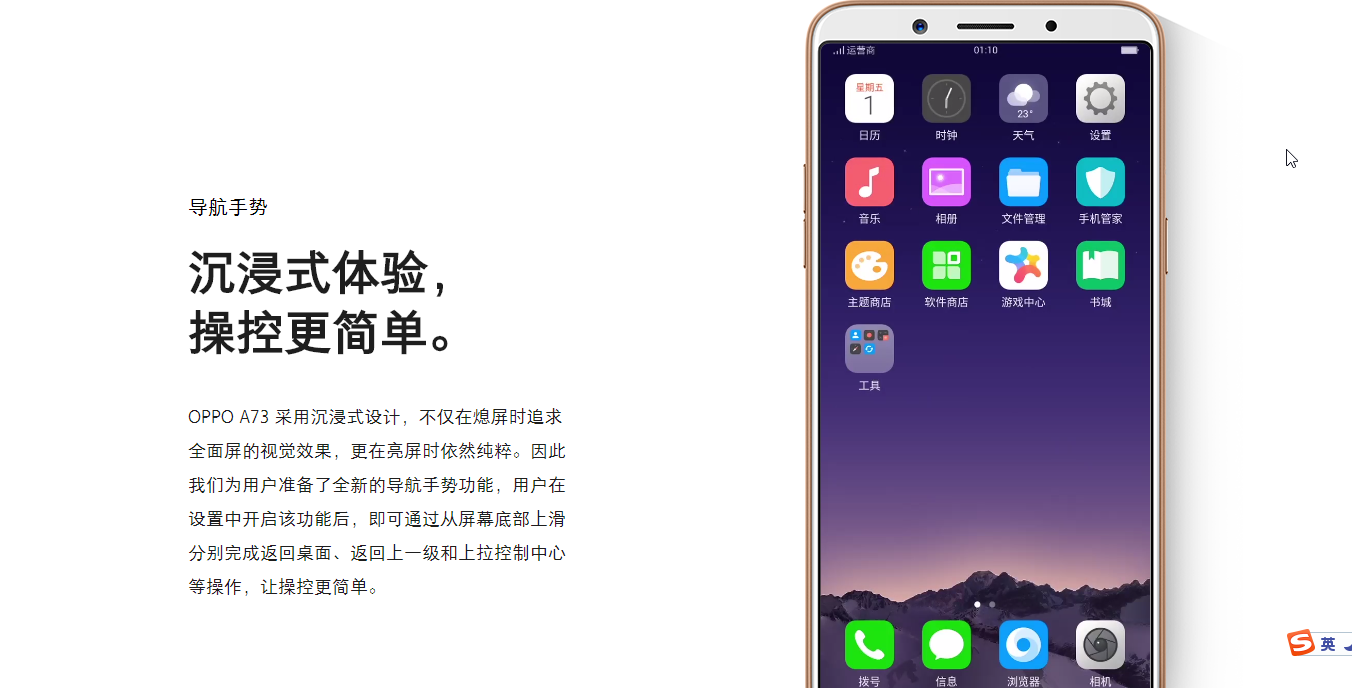 导航手势
沉浸式体验，
操控更简单。
OPPO A73 采用沉浸式设计，不仅在熄屏时追求
全面屏的视觉效果，更在亮屏时依然纯粹。因此
我们为用户准备了全新的导航手势功能，用户在
设置中开启该功能后，即可通过从屏幕底部上滑
分别完成返回桌面、返回上一级和上拉控制中心
等操作，让操控更简单。
运营商 01:10
星期五
1
23°
日历 时钟 天气 设置
音乐 相册 文件管理 手机管家
主题商店 软件商店 游戏中心 书城
工具
拨号 信息 浏览器 相机
S 英